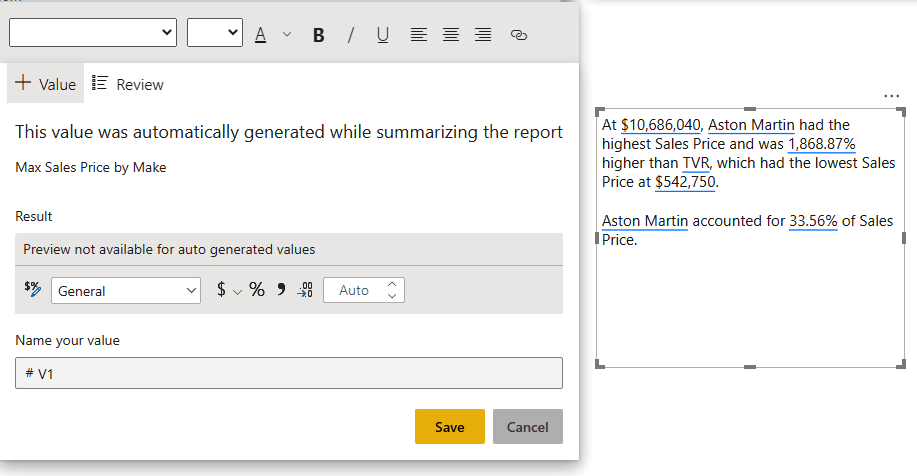 A B / U
+ Value Review
This value was automatically generated while summarizing the report
Max Sales Price by Make
Result
Preview not available for auto generated values
$% General $ % , .00 →.0 Auto
Name your value
# V1
Save Cancel
...
At $10,686,040, Aston Martin had the
highest Sales Price and was 1,868.87%
higher than TVR, which had the lowest Sales
Price at $542,750.
Aston Martin accounted for 33.56% of Sales
Price.